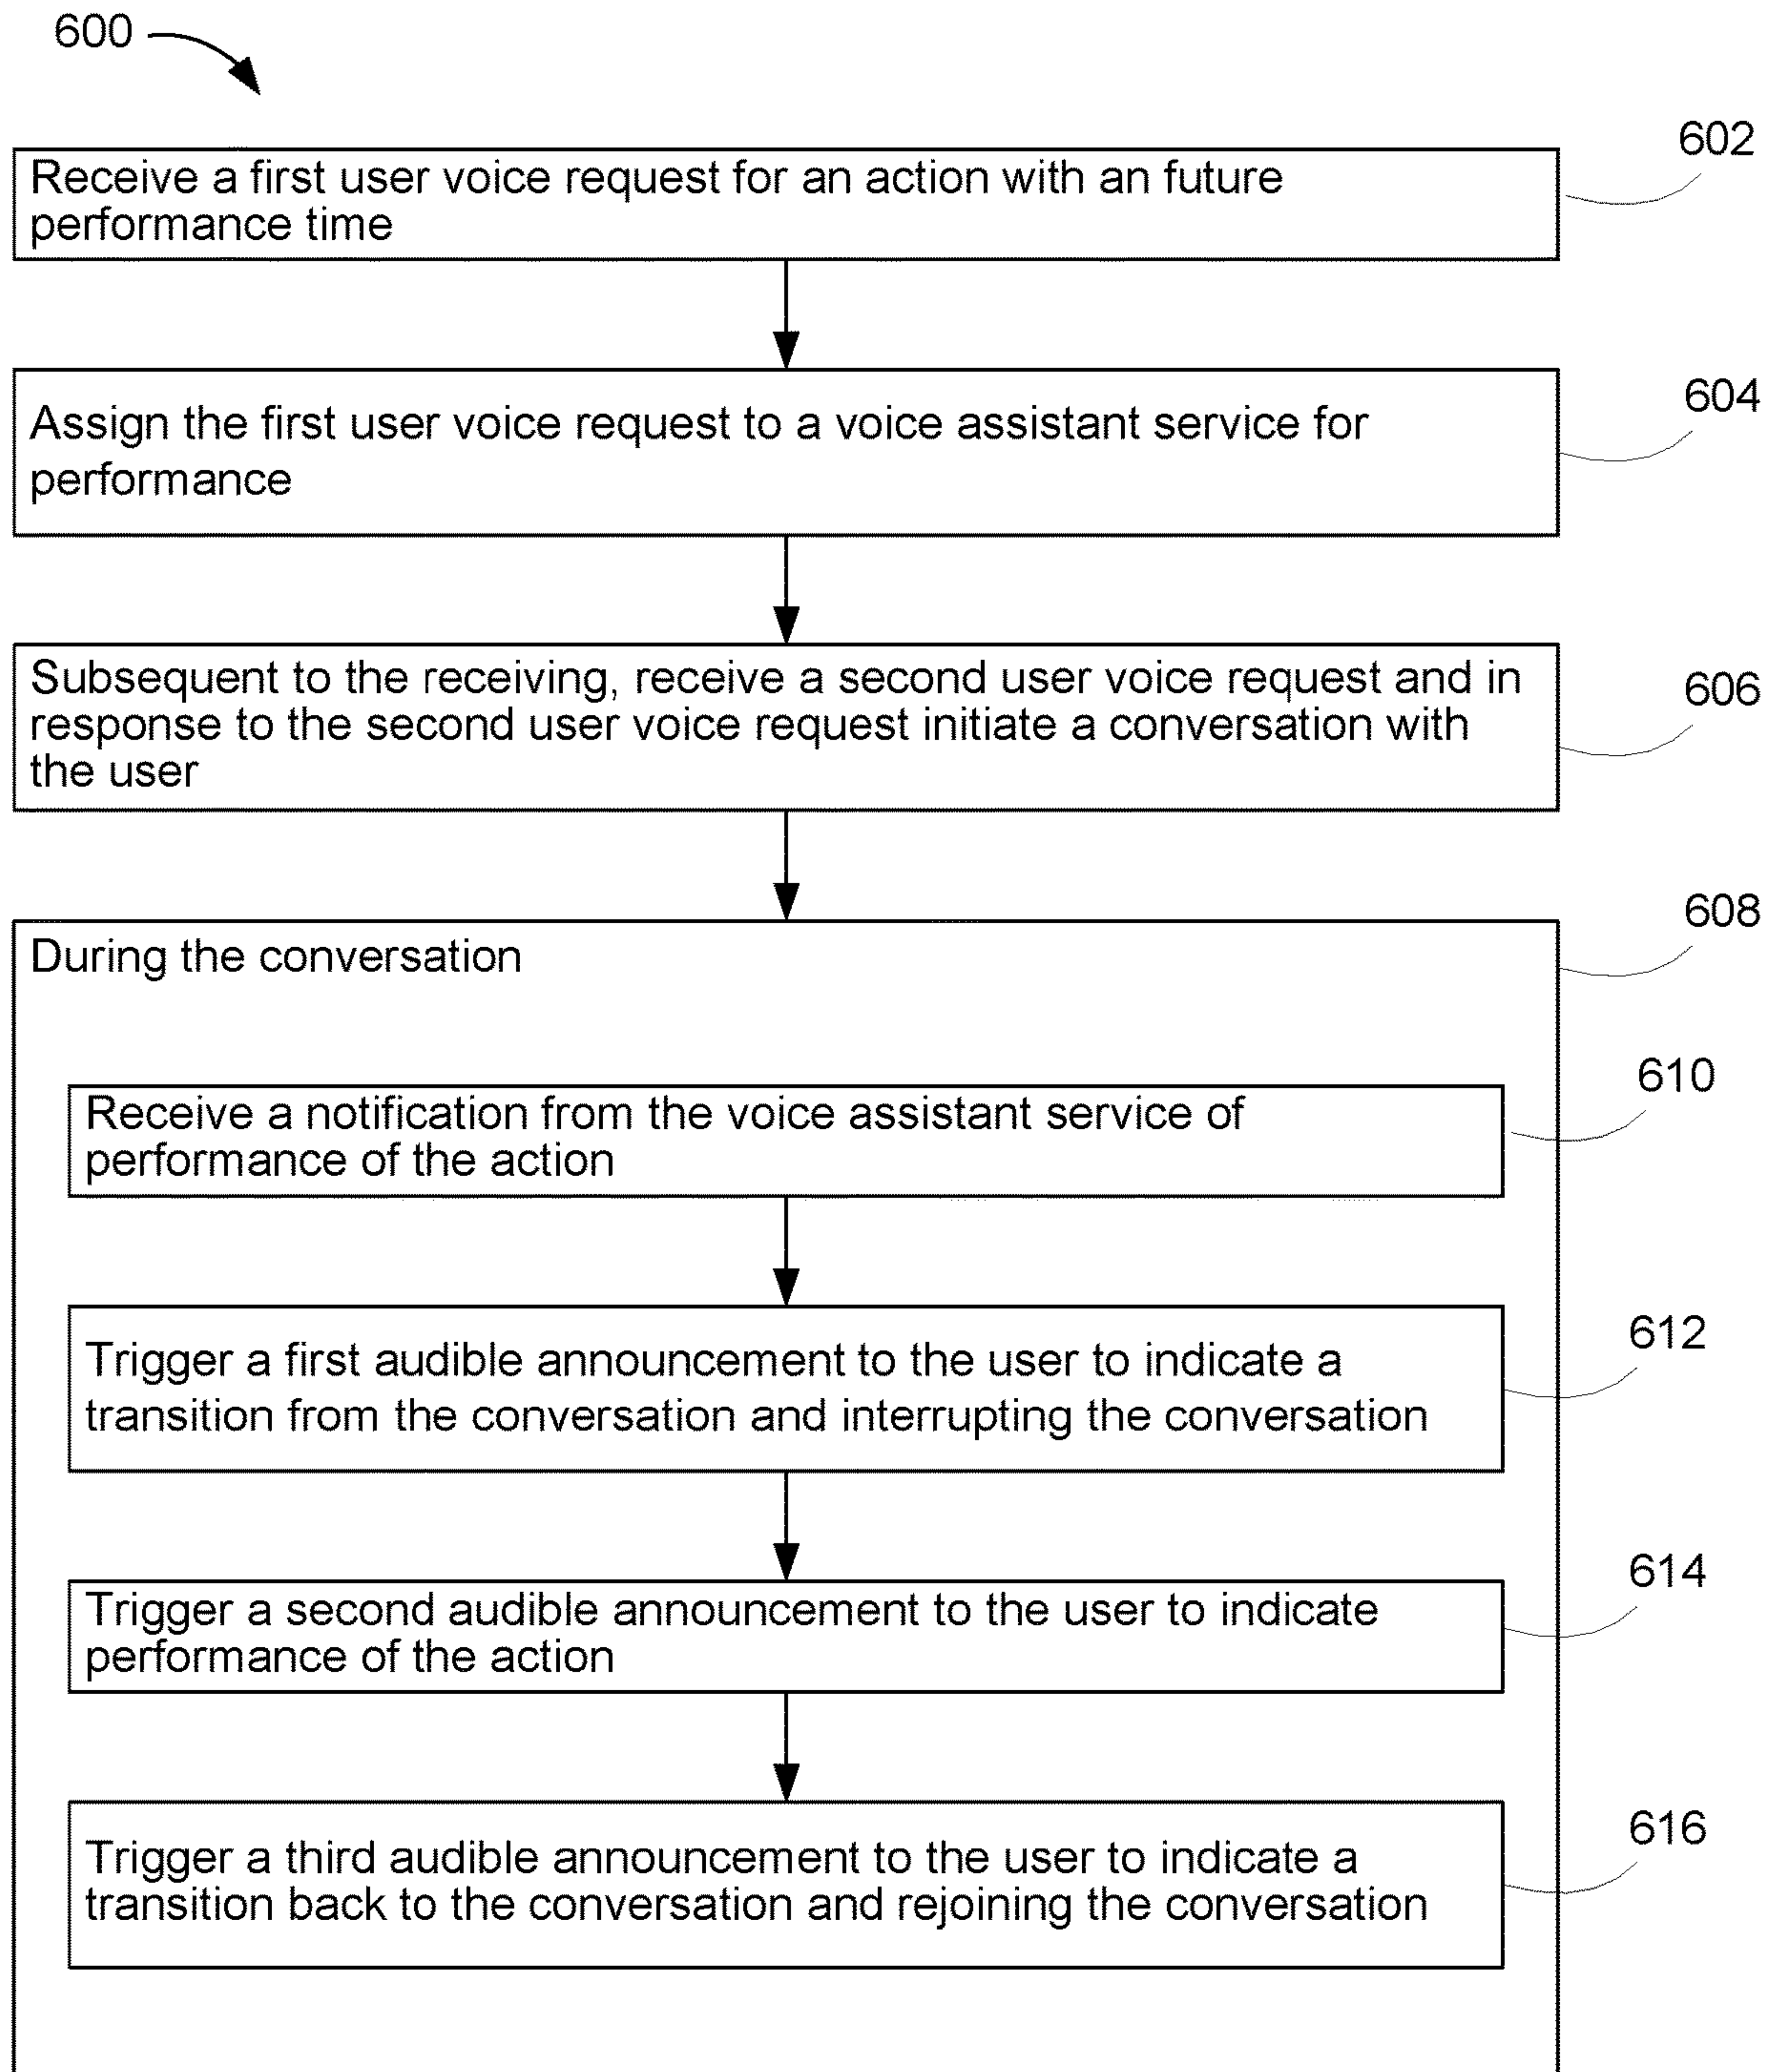 600
602
Receive a first user voice request for an action with an future
performance time
604
Assign the first user voice request to a voice assistant service for
performance
606
Subsequent to the receiving, receive a second user voice request and in
response to the second user voice request initiate a conversation with
the user
608
During the conversation
610
Receive a notification from the voice assistant service of
performance of the action
612
Trigger a first audible announcement to the user to indicate a
transition from the conversation and interrupting the conversation
614
Trigger a second audible announcement to the user to indicate
performance of the action
616
Trigger a third audible announcement to the user to indicate a
transition back to the conversation and rejoining the conversation